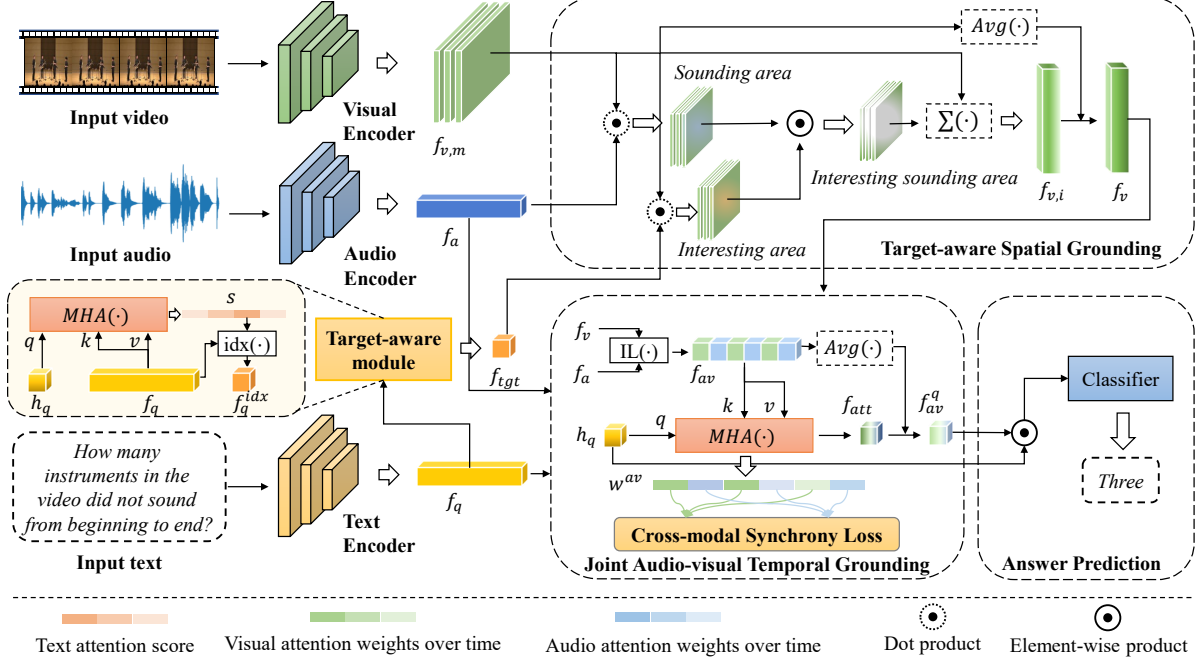 Input video
Visual
Encoder
f_{v,m}
Input audio
Audio
Encoder
f_a
Sounding area
Interesting area
Avg(·)
Σ(·)
Interesting sounding area
f_{v,i}
f_v
Target-aware Spatial Grounding
MHA(·)
s
q
k
v
idx(·)
h_q
f_q
f_q^{idx}
Target-aware
module
f_{tgt}
How many
instruments in the
video did not sound
from beginning to end?
Input text
Text
Encoder
f_q
f_v
f_a
IL(·)
f_{av}
Avg(·)
k
v
h_q
q
MHA(·)
f_{att}
f_{av}^q
w^{av}
Cross-modal Synchrony Loss
Joint Audio-visual Temporal Grounding
Classifier
Three
Answer Prediction
Text attention score
Visual attention weights over time
Audio attention weights over time
Dot product
Element-wise product